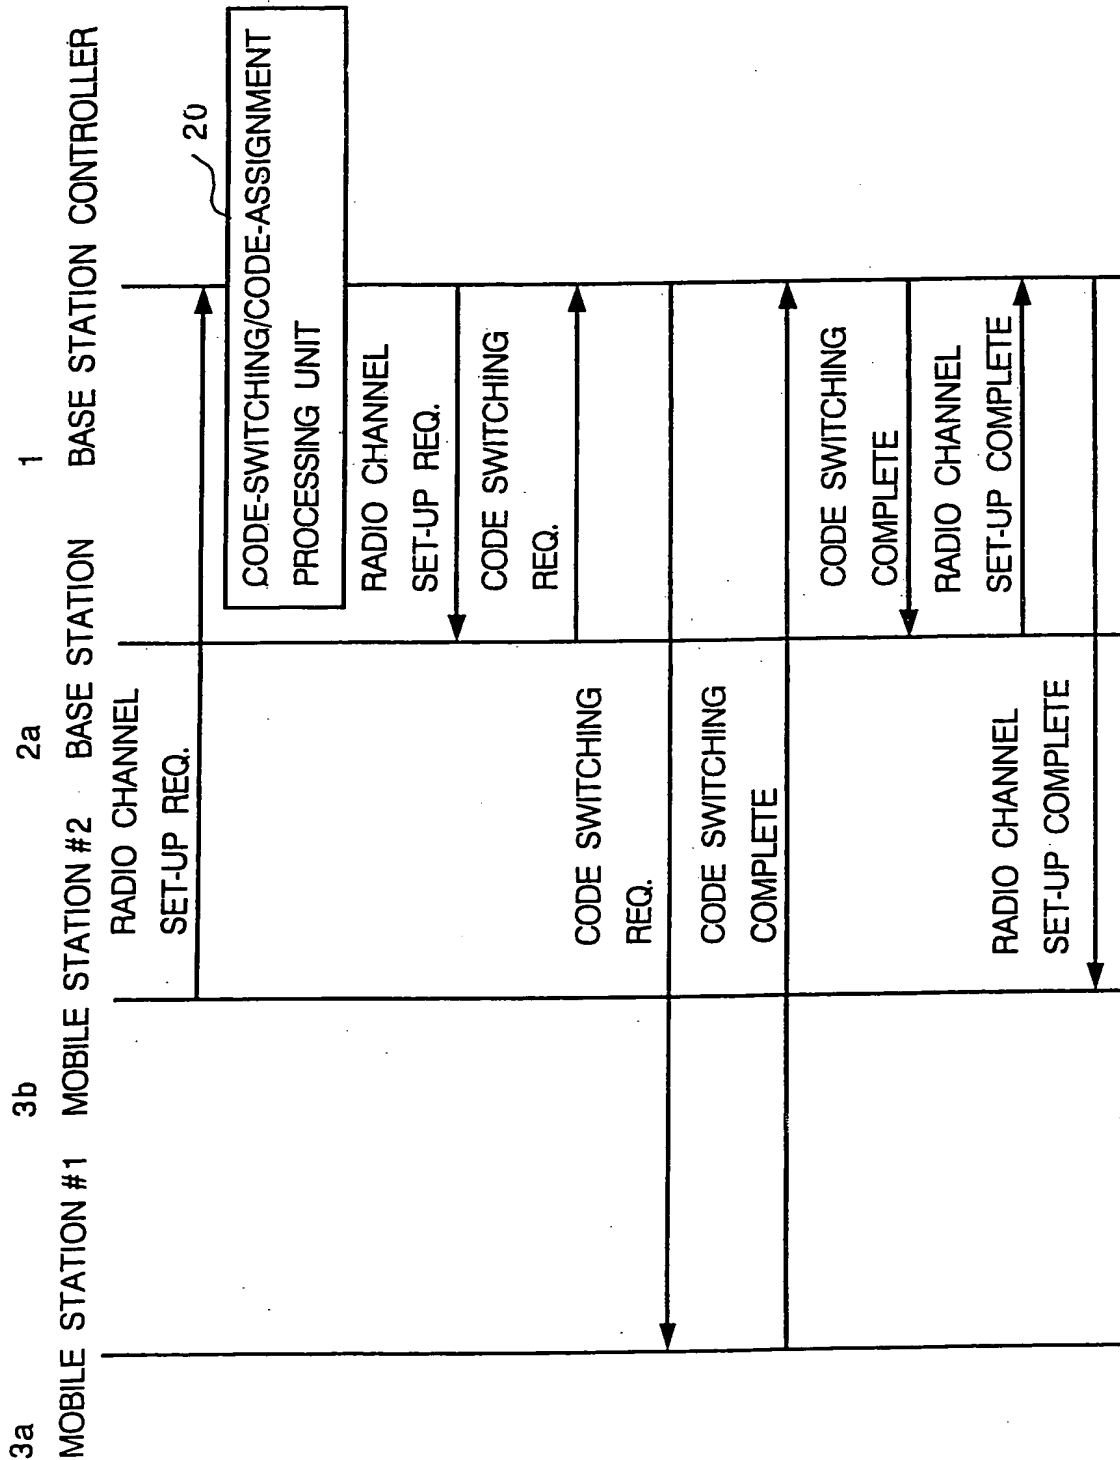 3a
3b
2a
1
MOBILE STATION #1
MOBILE STATION #2
BASE STATION
BASE STATION CONTROLLER
RADIO CHANNEL
SET-UP REQ.
20
CODE-SWITCHING/CODE-ASSIGNMENT
PROCESSING UNIT
RADIO CHANNEL
SET-UP REQ.
CODE SWITCHING
REQ.
CODE SWITCHING
REQ.
CODE SWITCHING
COMPLETE
CODE SWITCHING
COMPLETE
RADIO CHANNEL
SET-UP COMPLETE
RADIO CHANNEL
SET-UP COMPLETE